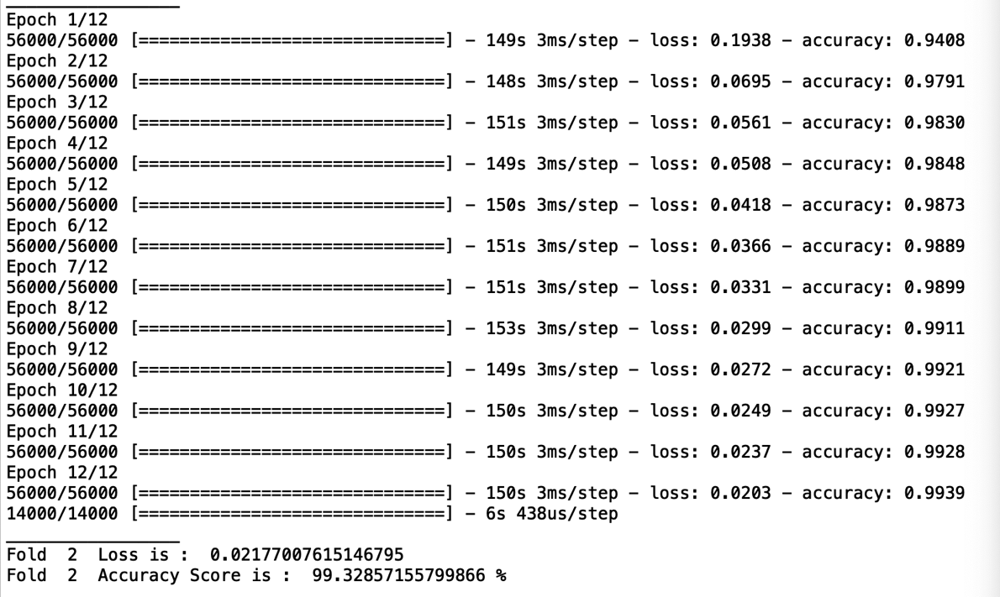 Epoch 1/12
56000/56000 [==============================] - 149s 3ms/step - loss: 0.1938 - accuracy: 0.9408
Epoch 2/12
56000/56000 [==============================] - 148s 3ms/step - loss: 0.0695 - accuracy: 0.9791
Epoch 3/12
56000/56000 [==============================] - 151s 3ms/step - loss: 0.0561 - accuracy: 0.9830
Epoch 4/12
56000/56000 [==============================] - 149s 3ms/step - loss: 0.0508 - accuracy: 0.9848
Epoch 5/12
56000/56000 [==============================] - 150s 3ms/step - loss: 0.0418 - accuracy: 0.9873
Epoch 6/12
56000/56000 [==============================] - 151s 3ms/step - loss: 0.0366 - accuracy: 0.9889
Epoch 7/12
56000/56000 [==============================] - 151s 3ms/step - loss: 0.0331 - accuracy: 0.9899
Epoch 8/12
56000/56000 [==============================] - 153s 3ms/step - loss: 0.0299 - accuracy: 0.9911
Epoch 9/12
56000/56000 [==============================] - 149s 3ms/step - loss: 0.0272 - accuracy: 0.9921
Epoch 10/12
56000/56000 [==============================] - 150s 3ms/step - loss: 0.0249 - accuracy: 0.9927
Epoch 11/12
56000/56000 [==============================] - 150s 3ms/step - loss: 0.0237 - accuracy: 0.9928
Epoch 12/12
56000/56000 [==============================] - 150s 3ms/step - loss: 0.0203 - accuracy: 0.9939
14000/14000 [==============================] - 6s 438us/step
Fold  2  Loss is :  0.02177007615146795
Fold  2  Accuracy Score is :  99.32857155799866 %